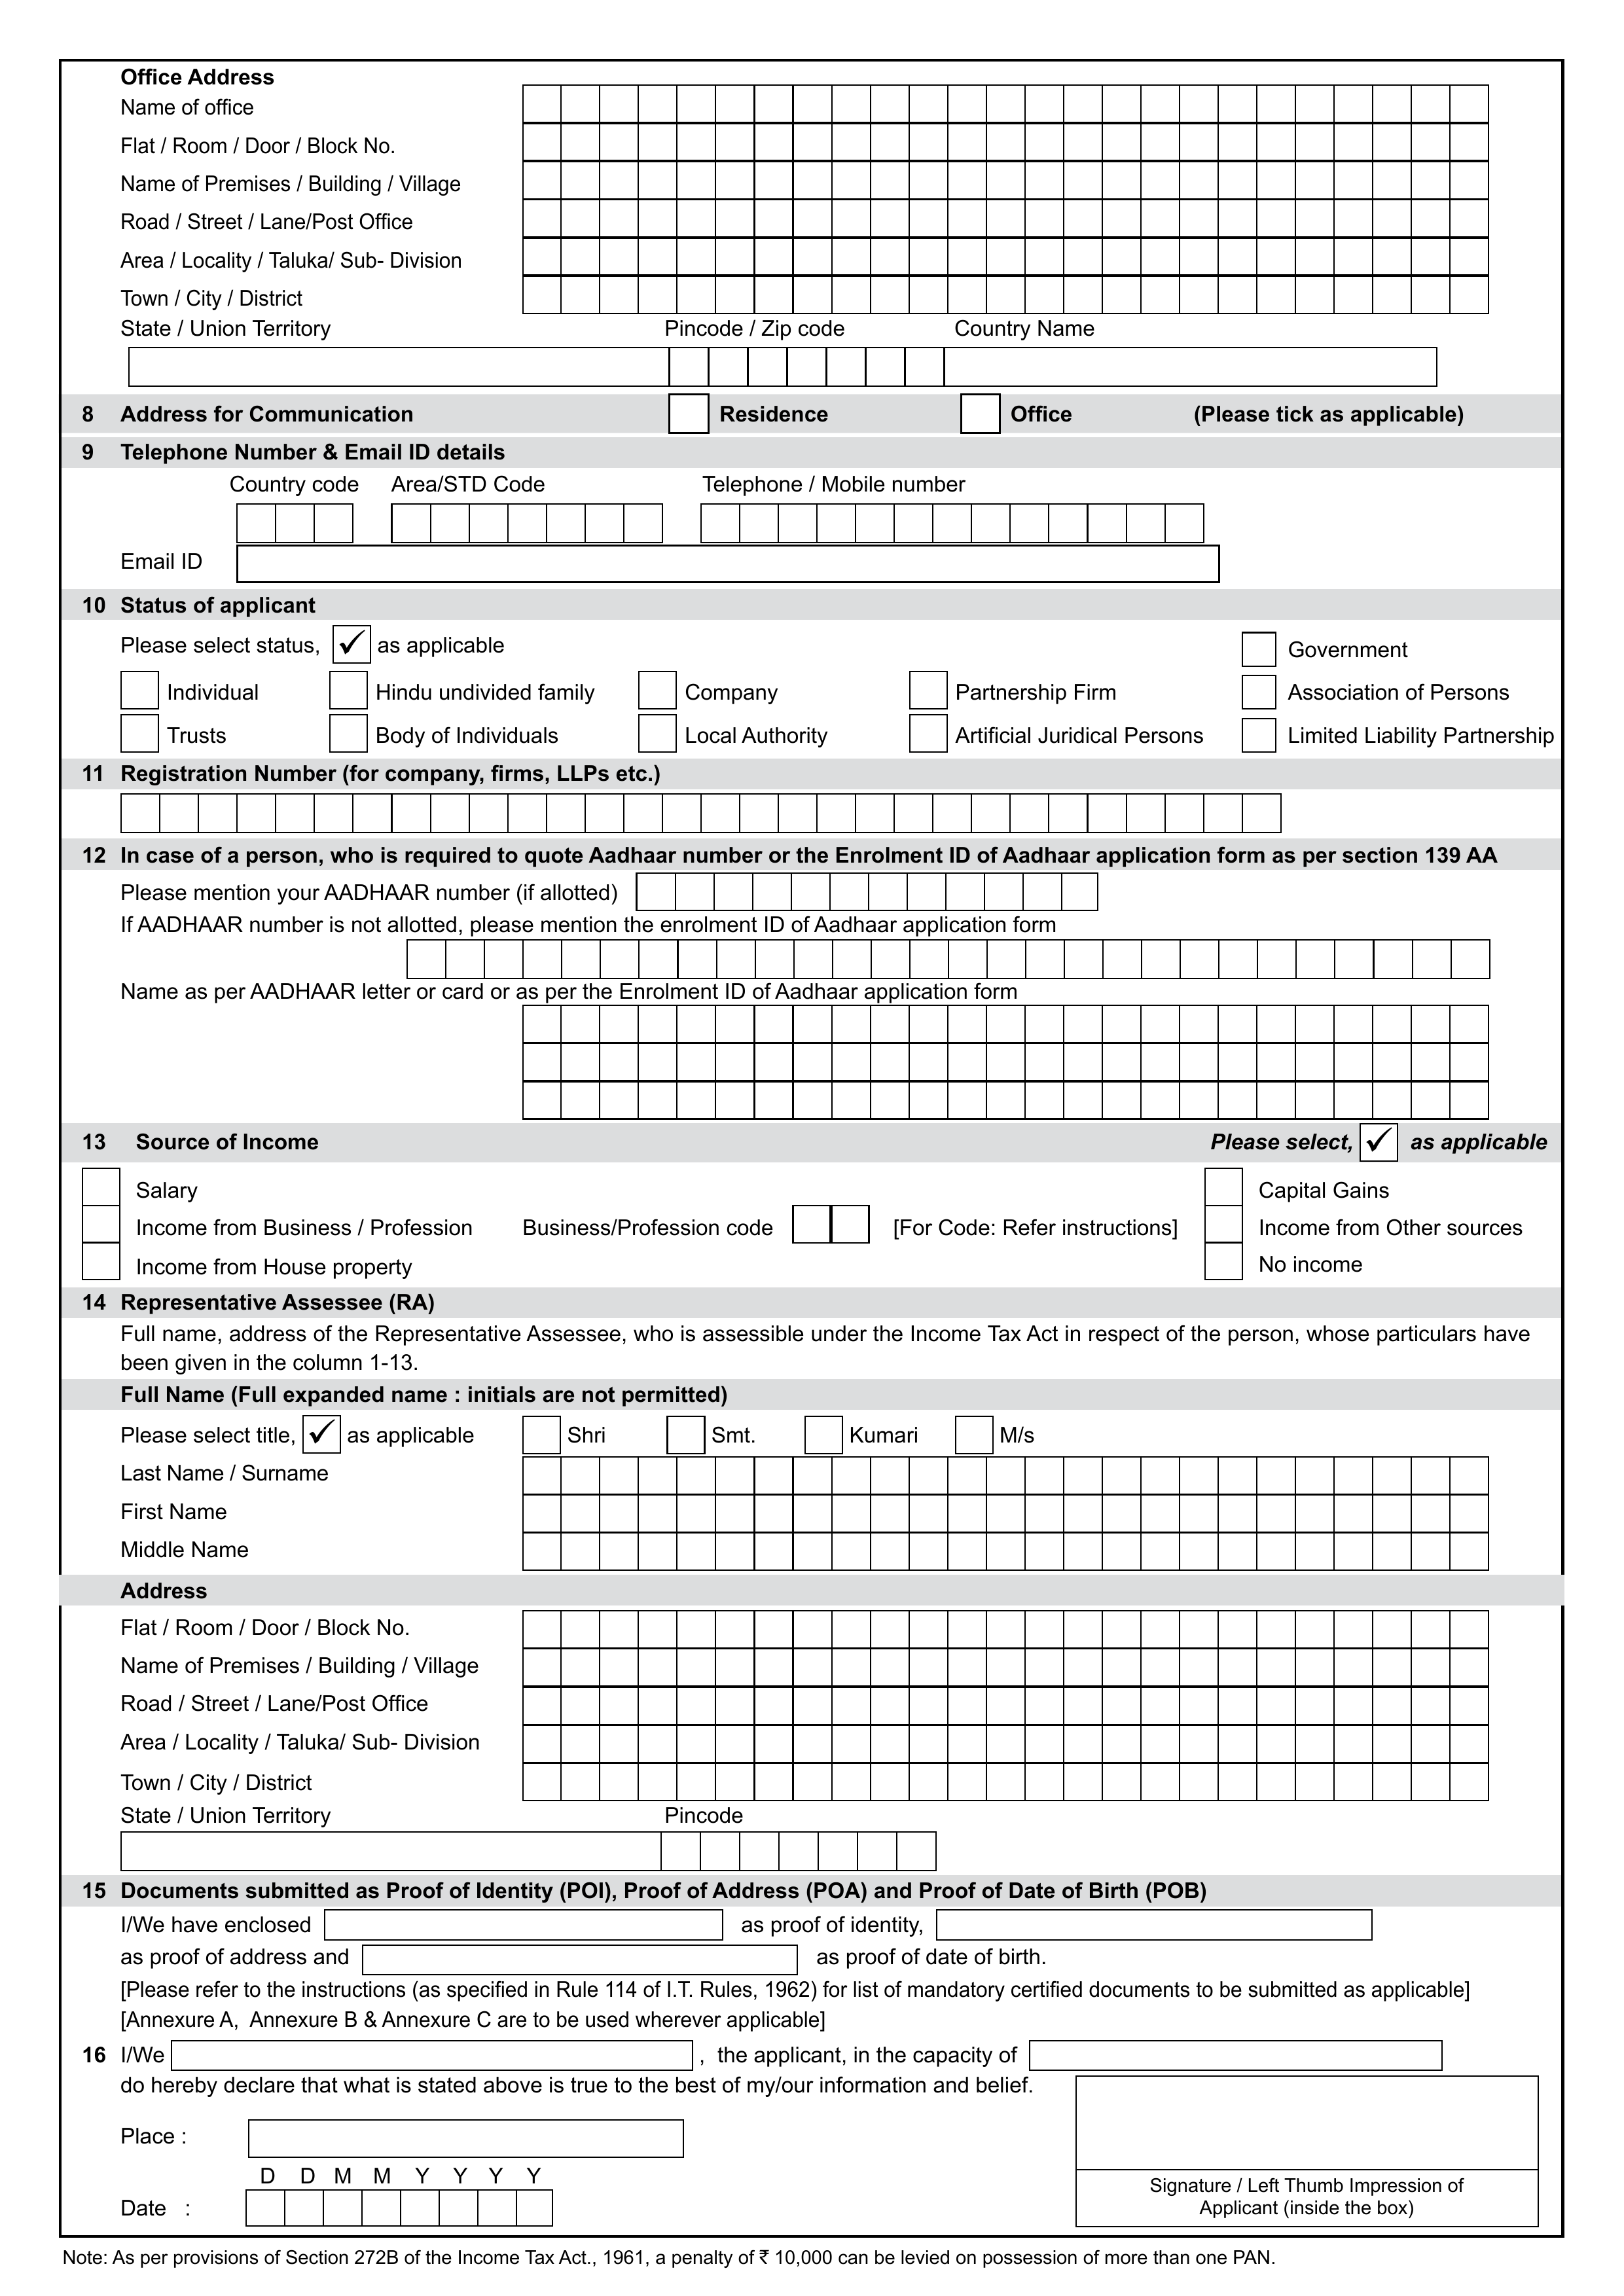 Office Address
Name of office
Flat / Room / Door / Block No.
Name of Premises / Building / Village
Road / Street / Lane/Post Office
Area / Locality / Taluka/ Sub- Division
Town / City / District
State / Union Territory Pincode / Zip code Country Name
8 Address for Communication Residence Office (Please tick as applicable)
9 Telephone Number & Email ID details
Country code Area/STD Code Telephone / Mobile number
Email ID
10 Status of applicant
Please select status, ✓ as applicable Government
Individual Hindu undivided family Company Partnership Firm Association of Persons
Trusts Body of Individuals Local Authority Artificial Juridical Persons Limited Liability Partnership
11 Registration Number (for company, firms, LLPs etc.)
12 In case of a person, who is required to quote Aadhaar number or the Enrolment ID of Aadhaar application form as per section 139 AA
Please mention your AADHAAR number (if allotted)
If AADHAAR number is not allotted, please mention the enrolment ID of Aadhaar application form
Name as per AADHAAR letter or card or as per the Enrolment ID of Aadhaar application form
13 Source of Income Please select, ✓ as applicable
Salary Capital Gains
Income from Business / Profession Business/Profession code [For Code: Refer instructions] Income from Other sources
Income from House property No income
14 Representative Assessee (RA)
Full name, address of the Representative Assessee, who is assessible under the Income Tax Act in respect of the person, whose particulars have
been given in the column 1-13.
Full Name (Full expanded name : initials are not permitted)
Please select title, ✓ as applicable Shri Smt. Kumari M/s
Last Name / Surname
First Name
Middle Name
Address
Flat / Room / Door / Block No.
Name of Premises / Building / Village
Road / Street / Lane/Post Office
Area / Locality / Taluka/ Sub- Division
Town / City / District
State / Union Territory Pincode
15 Documents submitted as Proof of Identity (POI), Proof of Address (POA) and Proof of Date of Birth (POB)
I/We have enclosed as proof of identity,
as proof of address and as proof of date of birth.
[Please refer to the instructions (as specified in Rule 114 of I.T. Rules, 1962) for list of mandatory certified documents to be submitted as applicable]
[Annexure A, Annexure B & Annexure C are to be used wherever applicable]
16 I/We , the applicant, in the capacity of
do hereby declare that what is stated above is true to the best of my/our information and belief.
Place :
D D M M Y Y Y Y
Date :
Signature / Left Thumb Impression of
Applicant (inside the box)
Note: As per provisions of Section 272B of the Income Tax Act., 1961, a penalty of ₹ 10,000 can be levied on possession of more than one PAN.